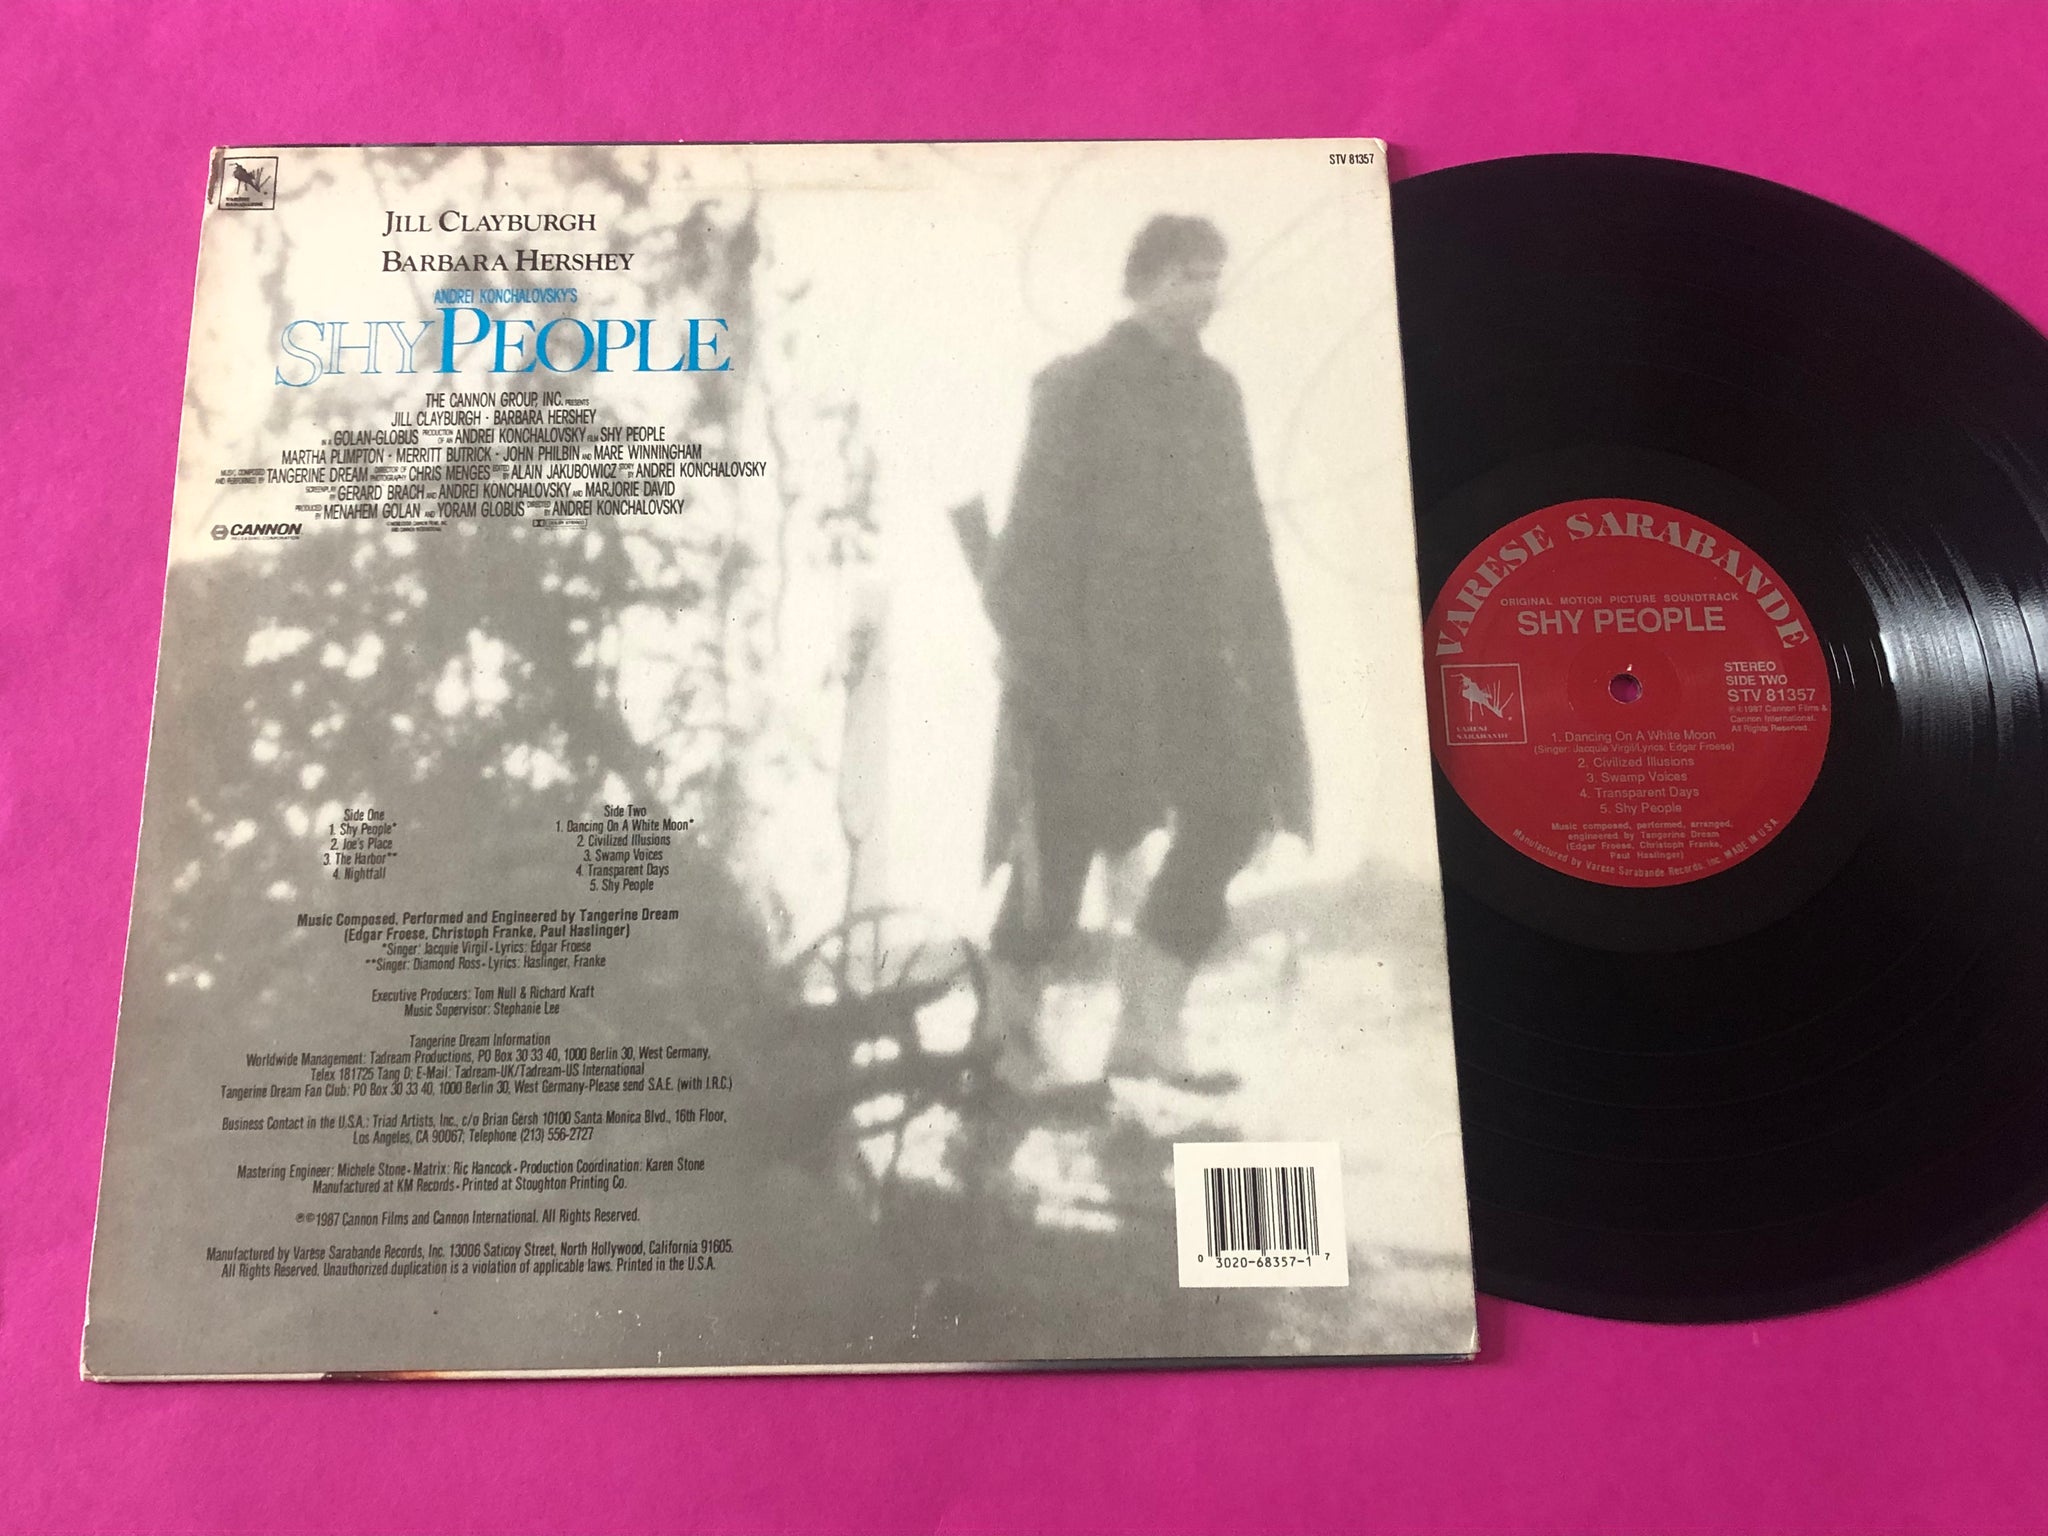 VARÈSE
SARABANDE
STV 81357
JILL CLAYBURGH
BARBARA HERSHEY
ANDREI KONCHALOVSKY'S
SHY PEOPLE
THE CANNON GROUP, INC. PRESENTS
JILL CLAYBURGH · BARBARA HERSHEY
IN A GOLAN-GLOBUS PRODUCTION OF AN ANDREI KONCHALOVSKY FILM SHY PEOPLE
MARTHA PLIMPTON · MERRITT BUTRICK · JOHN PHILBIN AND MARE WINNINGHAM
MUSIC COMPOSED AND PERFORMED BY TANGERINE DREAM DIRECTOR OF PHOTOGRAPHY CHRIS MENGES EDITED BY ALAIN JAKUBOWICZ STORY BY ANDREI KONCHALOVSKY
SCREENPLAY BY GERARD BRACH AND ANDREI KONCHALOVSKY AND MARJORIE DAVID
PRODUCED BY MENAHEM GOLAN AND YORAM GLOBUS DIRECTED BY ANDREI KONCHALOVSKY
CANNON
RELEASING CORPORATION
DOLBY STEREO
Side One
1. Shy People*
2. Joe's Place
3. The Harbor**
4. Nightfall
Side Two
1. Dancing On A White Moon*
2. Civilized Illusions
3. Swamp Voices
4. Transparent Days
5. Shy People
Music Composed, Performed and Engineered by Tangerine Dream
(Edgar Froese, Christoph Franke, Paul Haslinger)
*Singer: Jacquie Virgil - Lyrics: Edgar Froese
**Singer: Diamond Ross - Lyrics: Haslinger, Franke
Executive Producers: Tom Null & Richard Kraft
Music Supervisor: Stephanie Lee
Tangerine Dream Information
Worldwide Management: Tadream Productions, PO Box 30 33 40, 1000 Berlin 30, West Germany.
Telex 181725 Tang D; E-Mail: Tadream-UK/Tadream-US International
Tangerine Dream Fan Club: PO Box 30 33 40, 1000 Berlin 30, West Germany-Please send S.A.E. (with I.R.C.)
Business Contact in the U.S.A.: Triad Artists, Inc., c/o Brian Gersh 10100 Santa Monica Blvd., 16th Floor,
Los Angeles, CA 90067; Telephone (213) 556-2727
Mastering Engineer: Michele Stone - Matrix: Ric Hancock - Production Coordination: Karen Stone
Manufactured at KM Records - Printed at Stoughton Printing Co.
℗©1987 Cannon Films and Cannon International. All Rights Reserved.
Manufactured by Varèse Sarabande Records, Inc. 13006 Saticoy Street, North Hollywood, California 91605.
All Rights Reserved. Unauthorized duplication is a violation of applicable laws. Printed in the U.S.A.
0 3020-68357-1 7
VARESE SARABANDE
ORIGINAL MOTION PICTURE SOUNDTRACK
SHY PEOPLE
STEREO
SIDE TWO
STV 81357
℗©1987 Cannon Films &
Cannon International.
All Rights Reserved.
VARESE
SARABANDE
1. Dancing On A White Moon
(Singer: Jacquie Virgil/Lyrics: Edgar Froese)
2. Civilized Illusions
3. Swamp Voices
4. Transparent Days
5. Shy People
Music composed, performed, arranged,
engineered by Tangerine Dream
(Edgar Froese, Christoph Franke,
Paul Haslinger)
Manufactured by Varese Sarabande Records, Inc. MADE IN U.S.A.